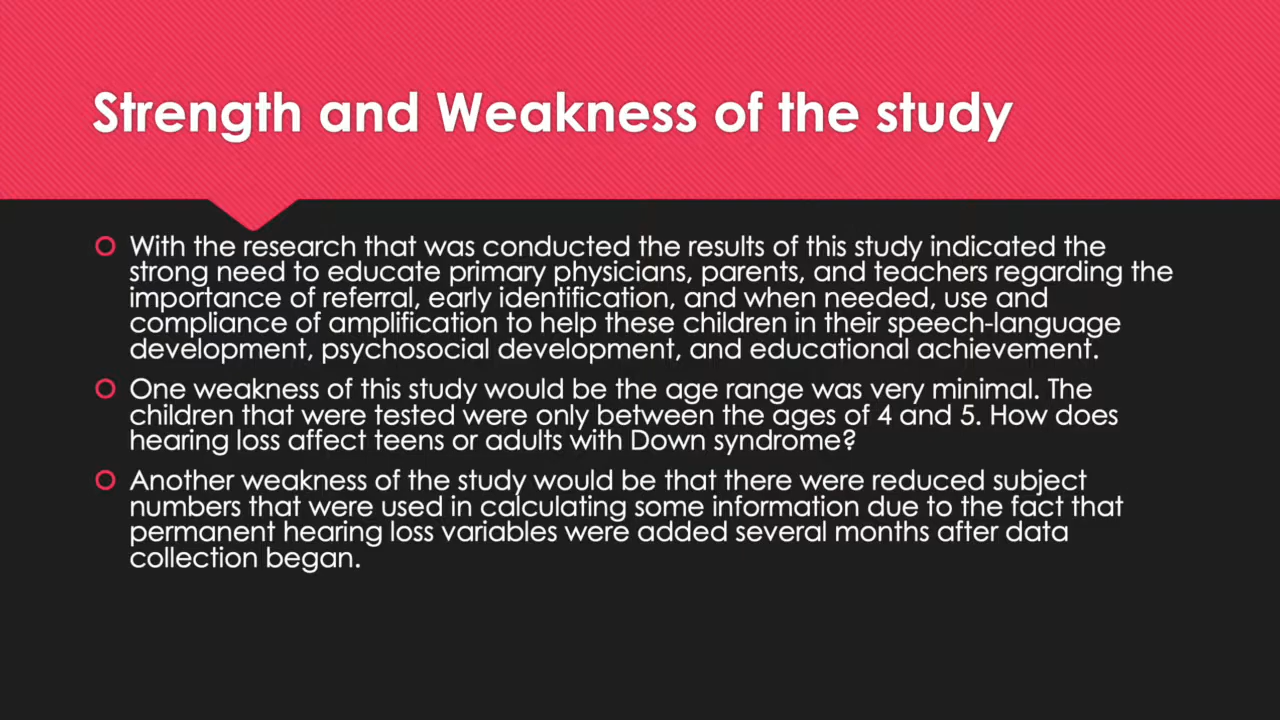 Strength and Weakness of the study
With the research that was conducted the results of this study indicated the
strong need to educate primary physicians, parents, and teachers regarding the
importance of referral, early identification, and when needed, use and
compliance of amplification to help these children in their speech-language
development, psychosocial development, and educational achievement.
One weakness of this study would be the age range was very minimal. The
children that were tested were only between the ages of 4 and 5. How does
hearing loss affect teens or adults with Down syndrome?
Another weakness of the study would be that there were reduced subject
numbers that were used in calculating some information due to the fact that
permanent hearing loss variables were added several months after data
collection began.